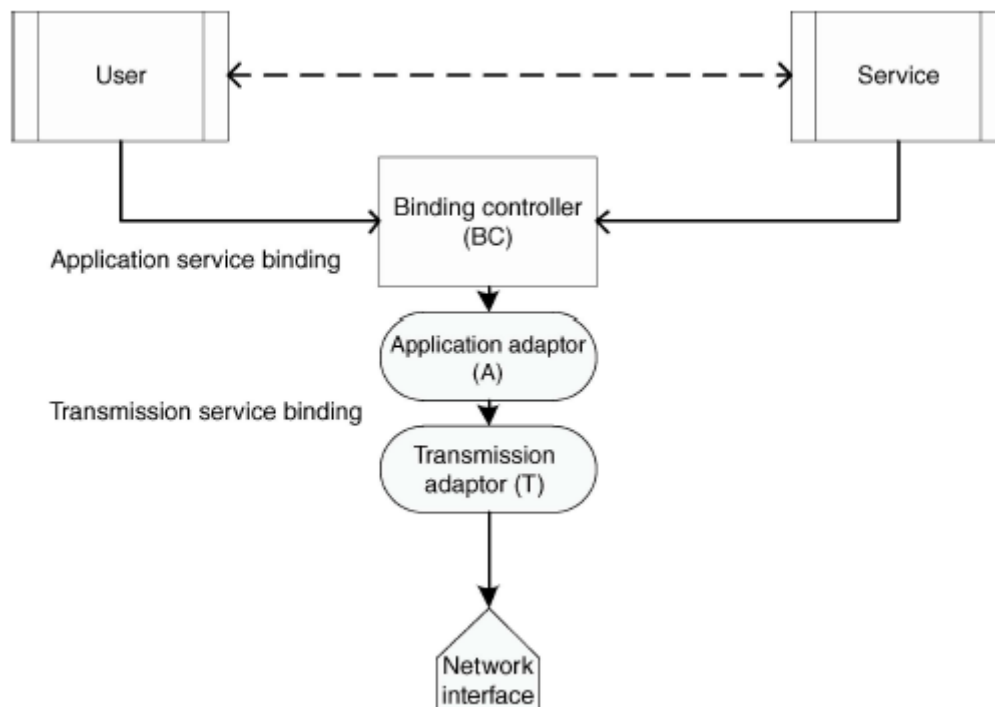 User
Service
Binding controller
(BC)
Application service binding
Application adaptor
(A)
Transmission service binding
Transmission
adaptor (T)
Network
interface